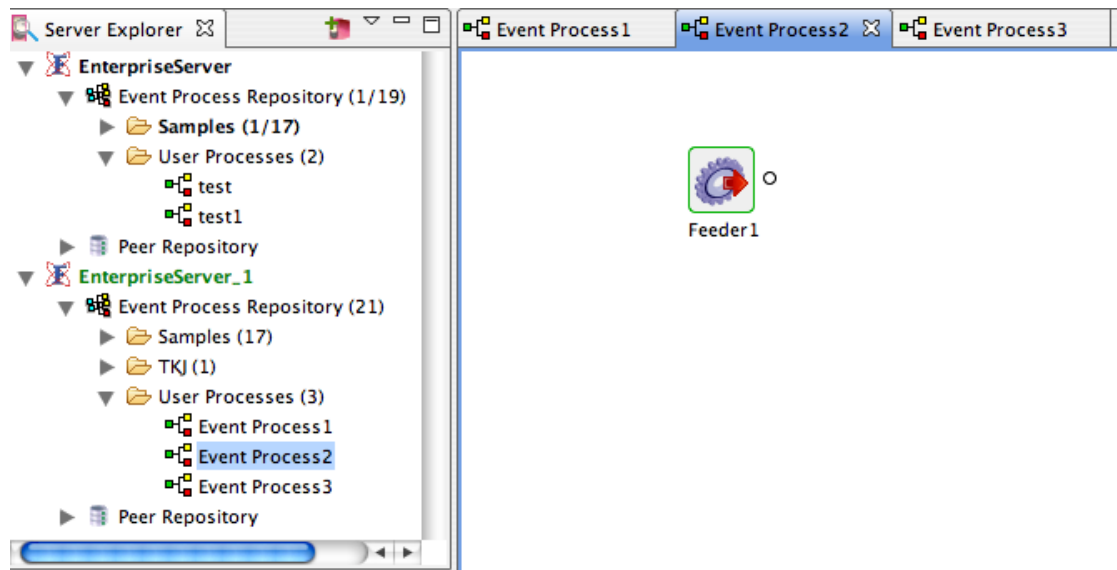 Server Explorer
EnterpriseServer
Event Process Repository (1/19)
Samples (1/17)
User Processes (2)
test
test1
Peer Repository
EnterpriseServer_1
Event Process Repository (21)
Samples (17)
TKJ (1)
User Processes (3)
Event Process1
Event Process2
Event Process3
Peer Repository
Event Process1 Event Process2 Event Process3
Feeder1